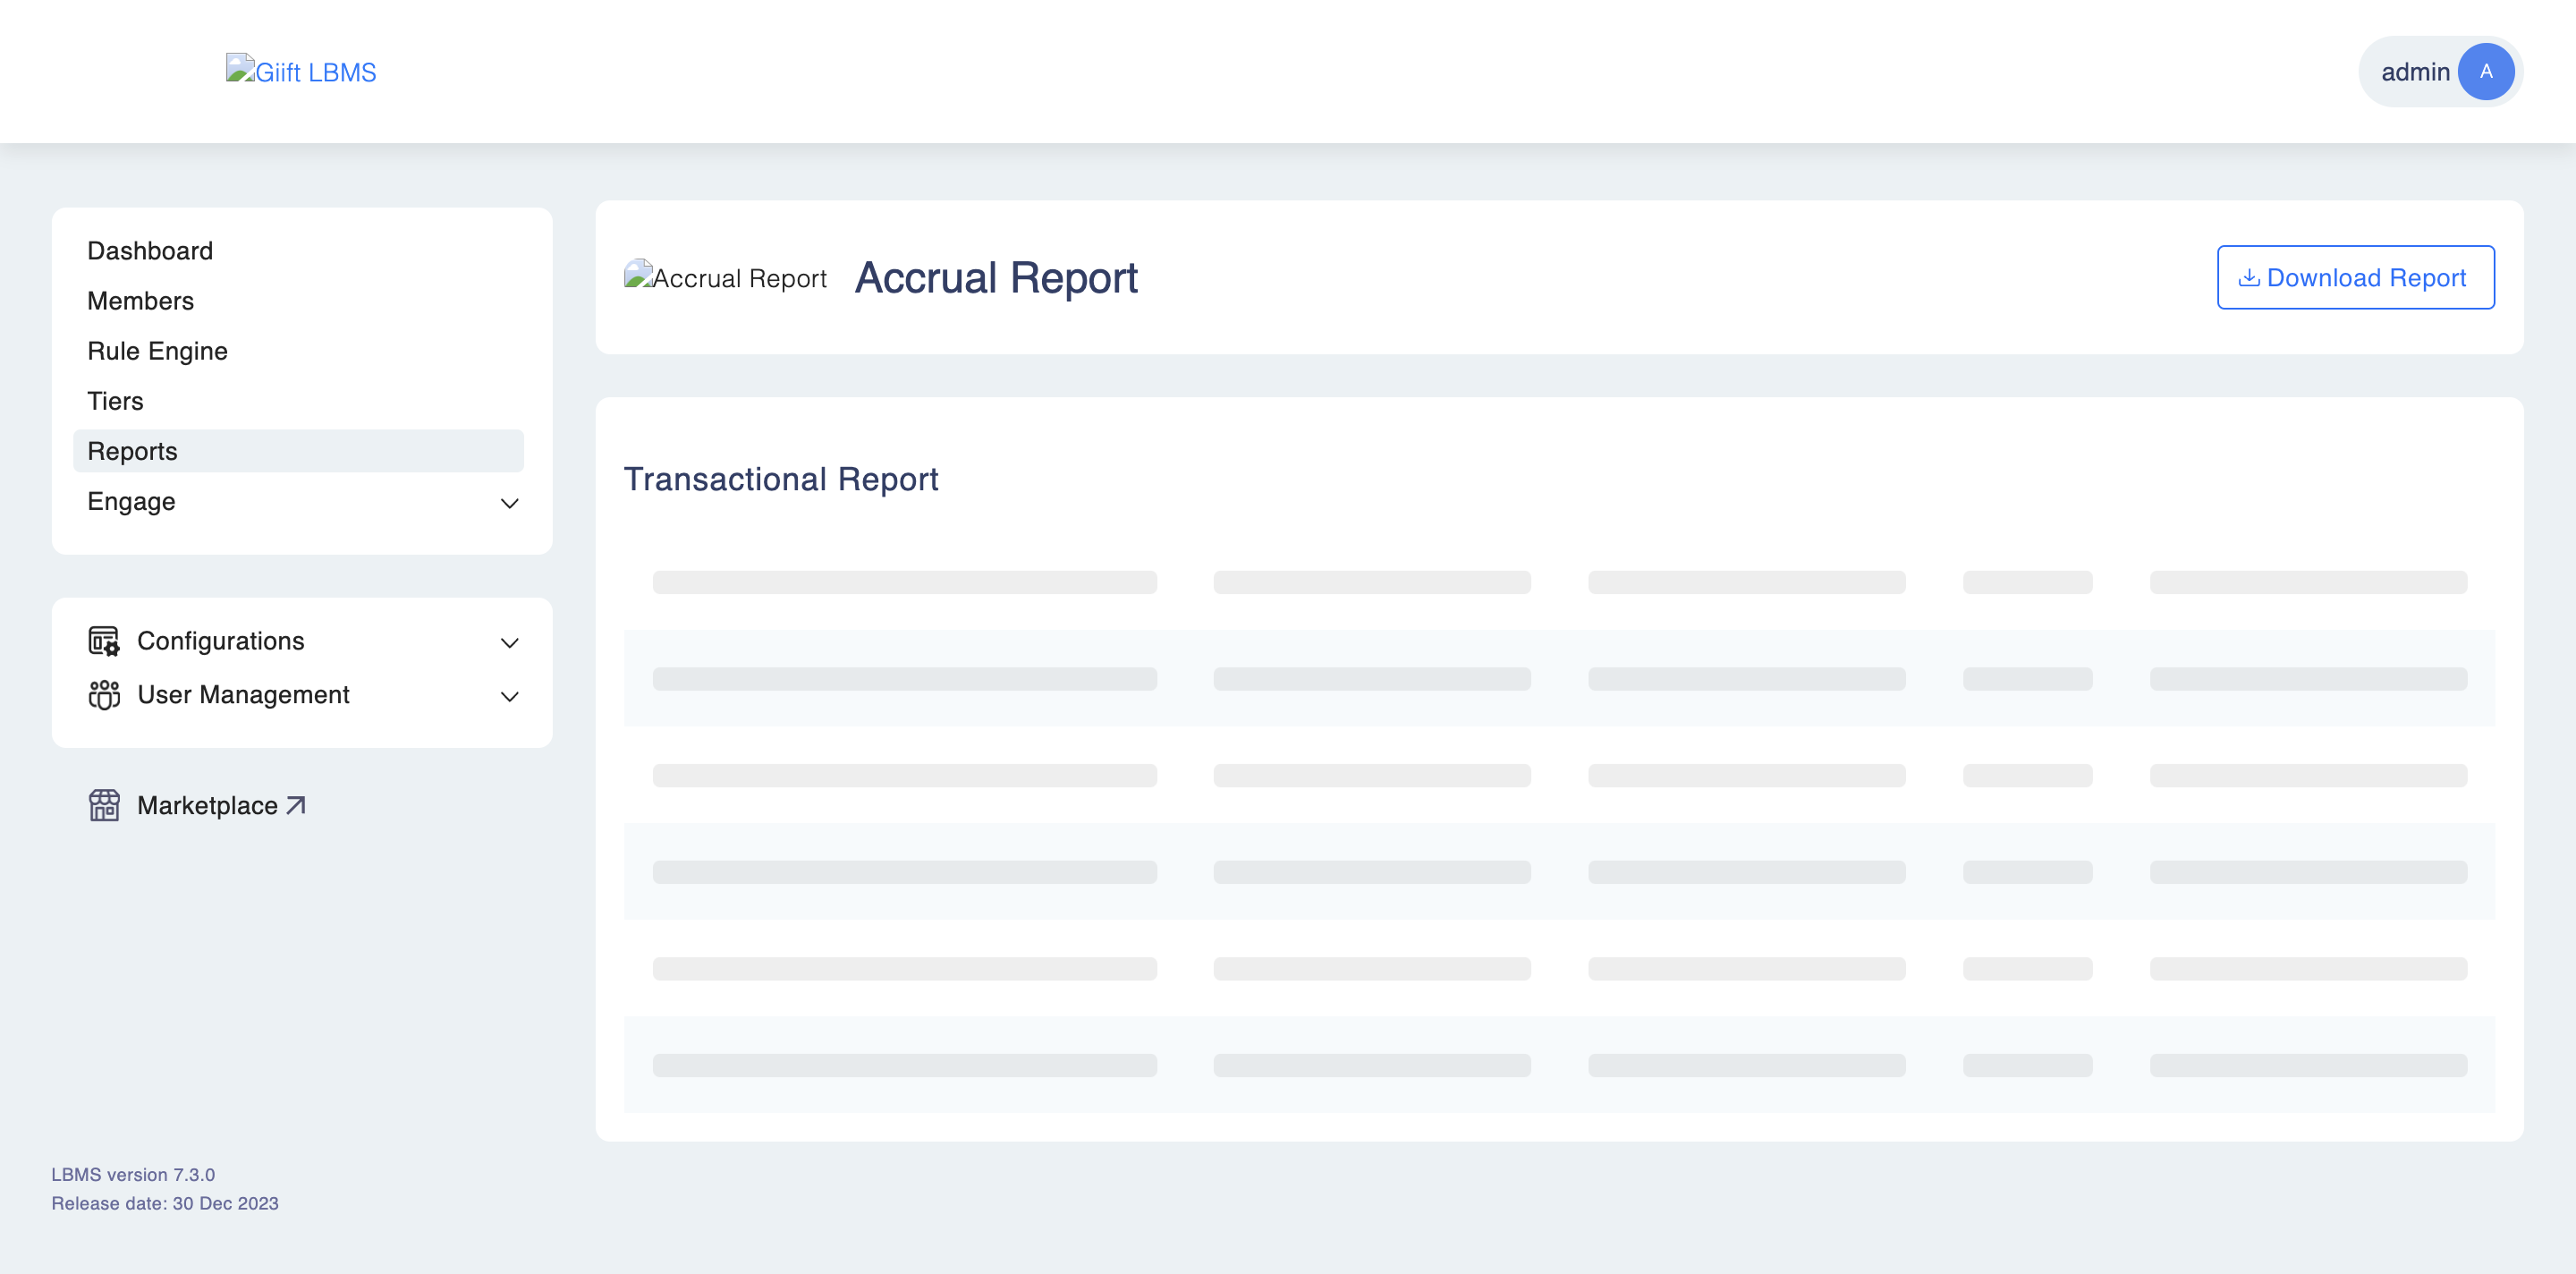 Giift LBMS
admin A
Dashboard
Members
Rule Engine
Tiers
Reports
Engage
Configurations
User Management
Marketplace
LBMS version 7.3.0
Release date: 30 Dec 2023
Accrual Report
Accrual Report
Download Report
Transactional Report